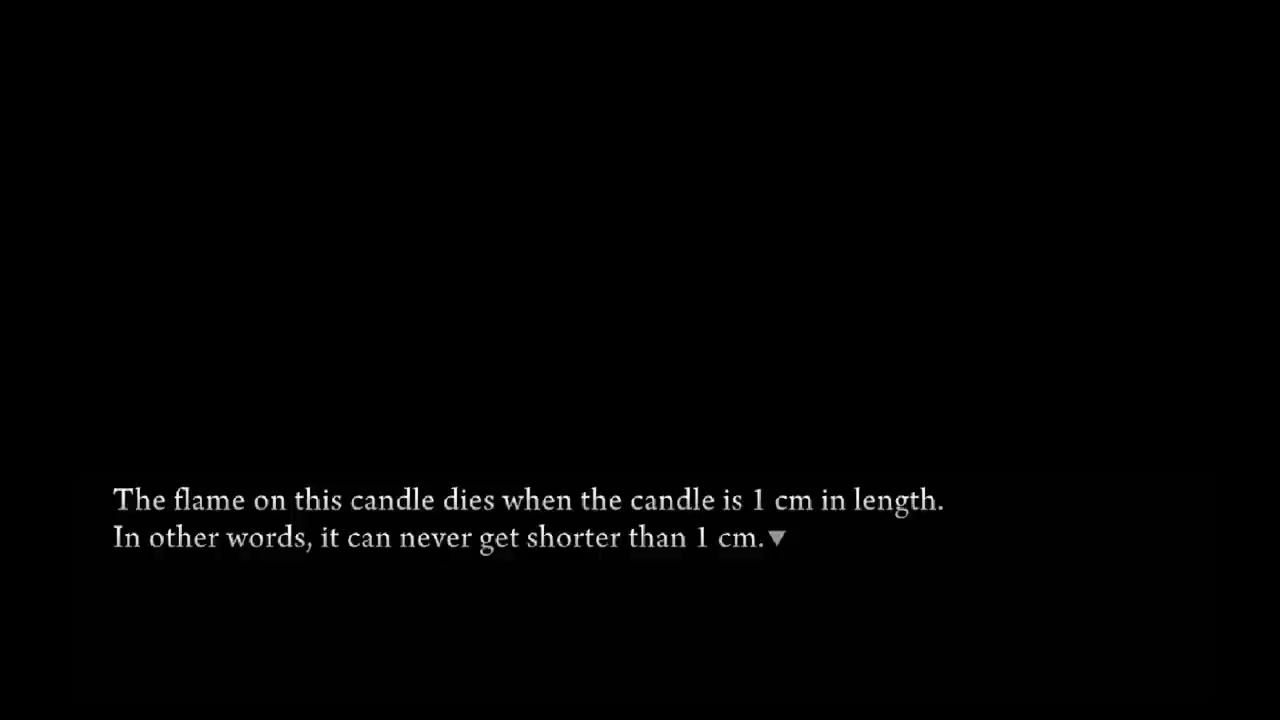 The flame on this candle dies when the candle is 1 cm in length.
In other words, it can never get shorter than 1 cm.